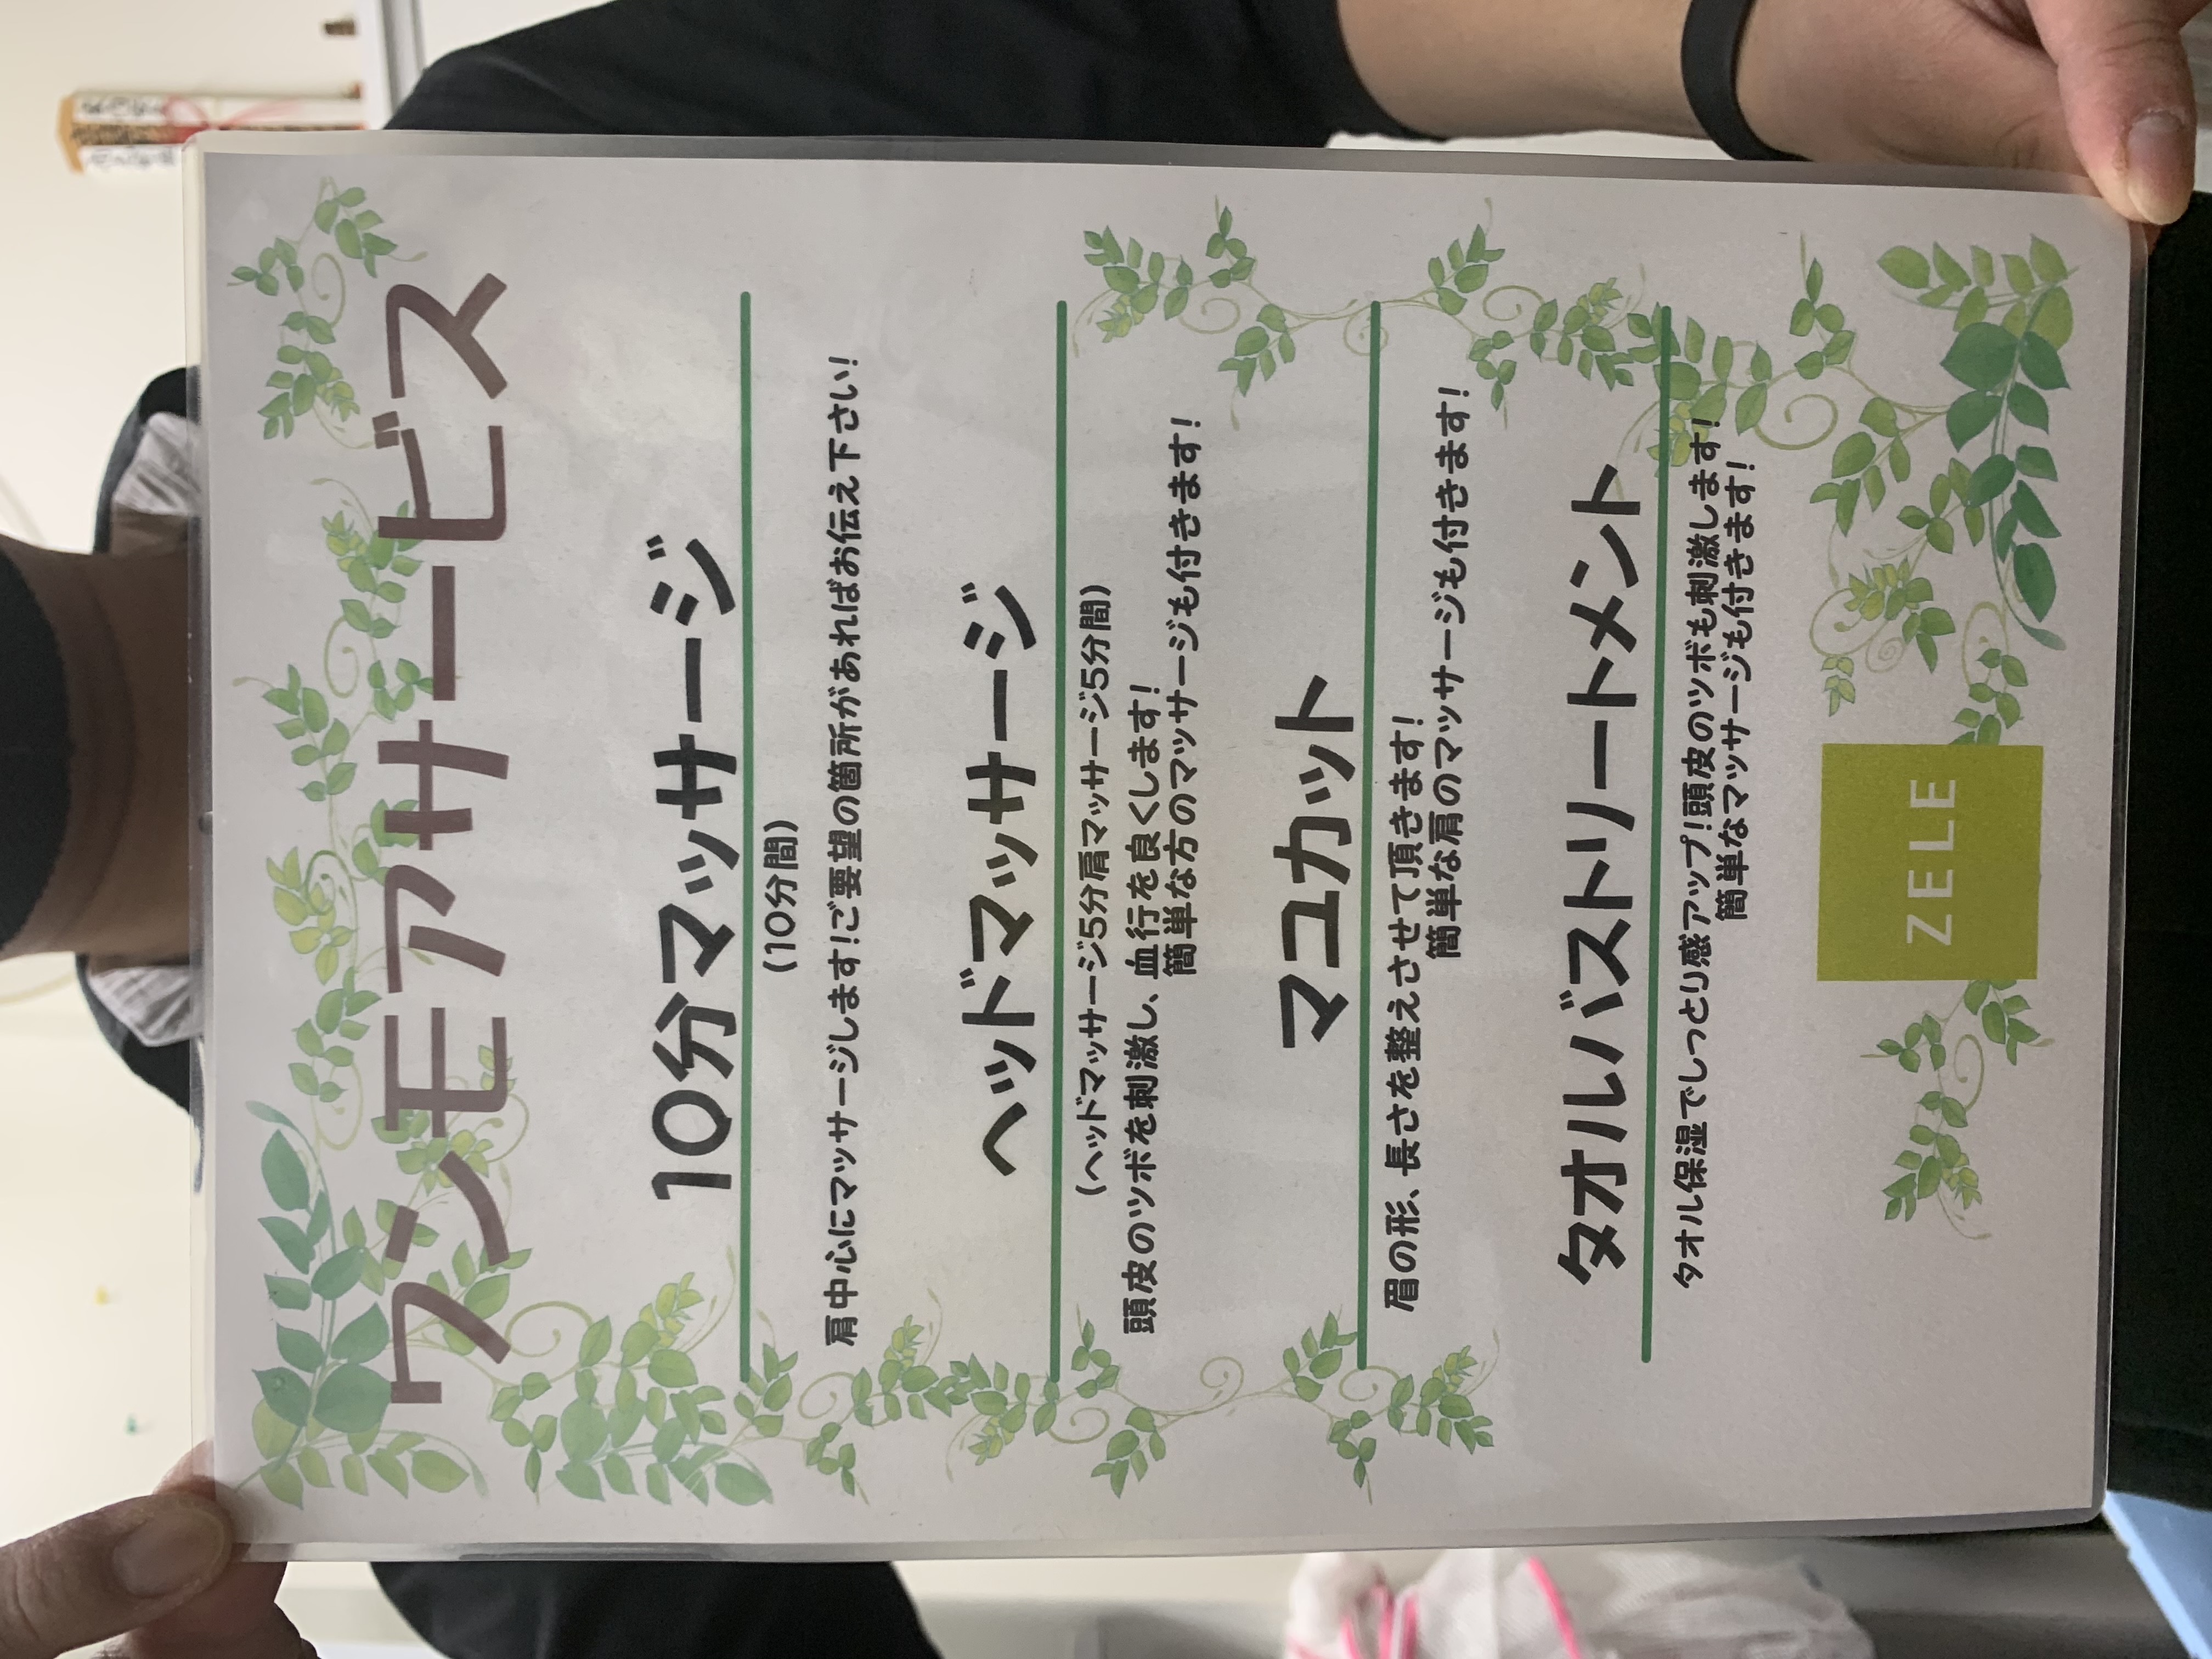 ワンモアサービス
10分マッサージ
(10分間)
肩中心にマッサージします!ご要望の箇所があればお伝え下さい!
ヘッドマッサージ
(ヘッドマッサージ5分肩マッサージ5分間)
頭皮のツボを刺激し、血行を良くします!
簡単な方のマッサージも付きます!
マユカット
眉の形、長さを整えさせて頂きます!
簡単な肩のマッサージも付きます!
タオルバストリートメント
タオル保湿でしっとり感アップ!頭皮のツボも刺激します!
簡単なマッサージも付きます!
ZELE